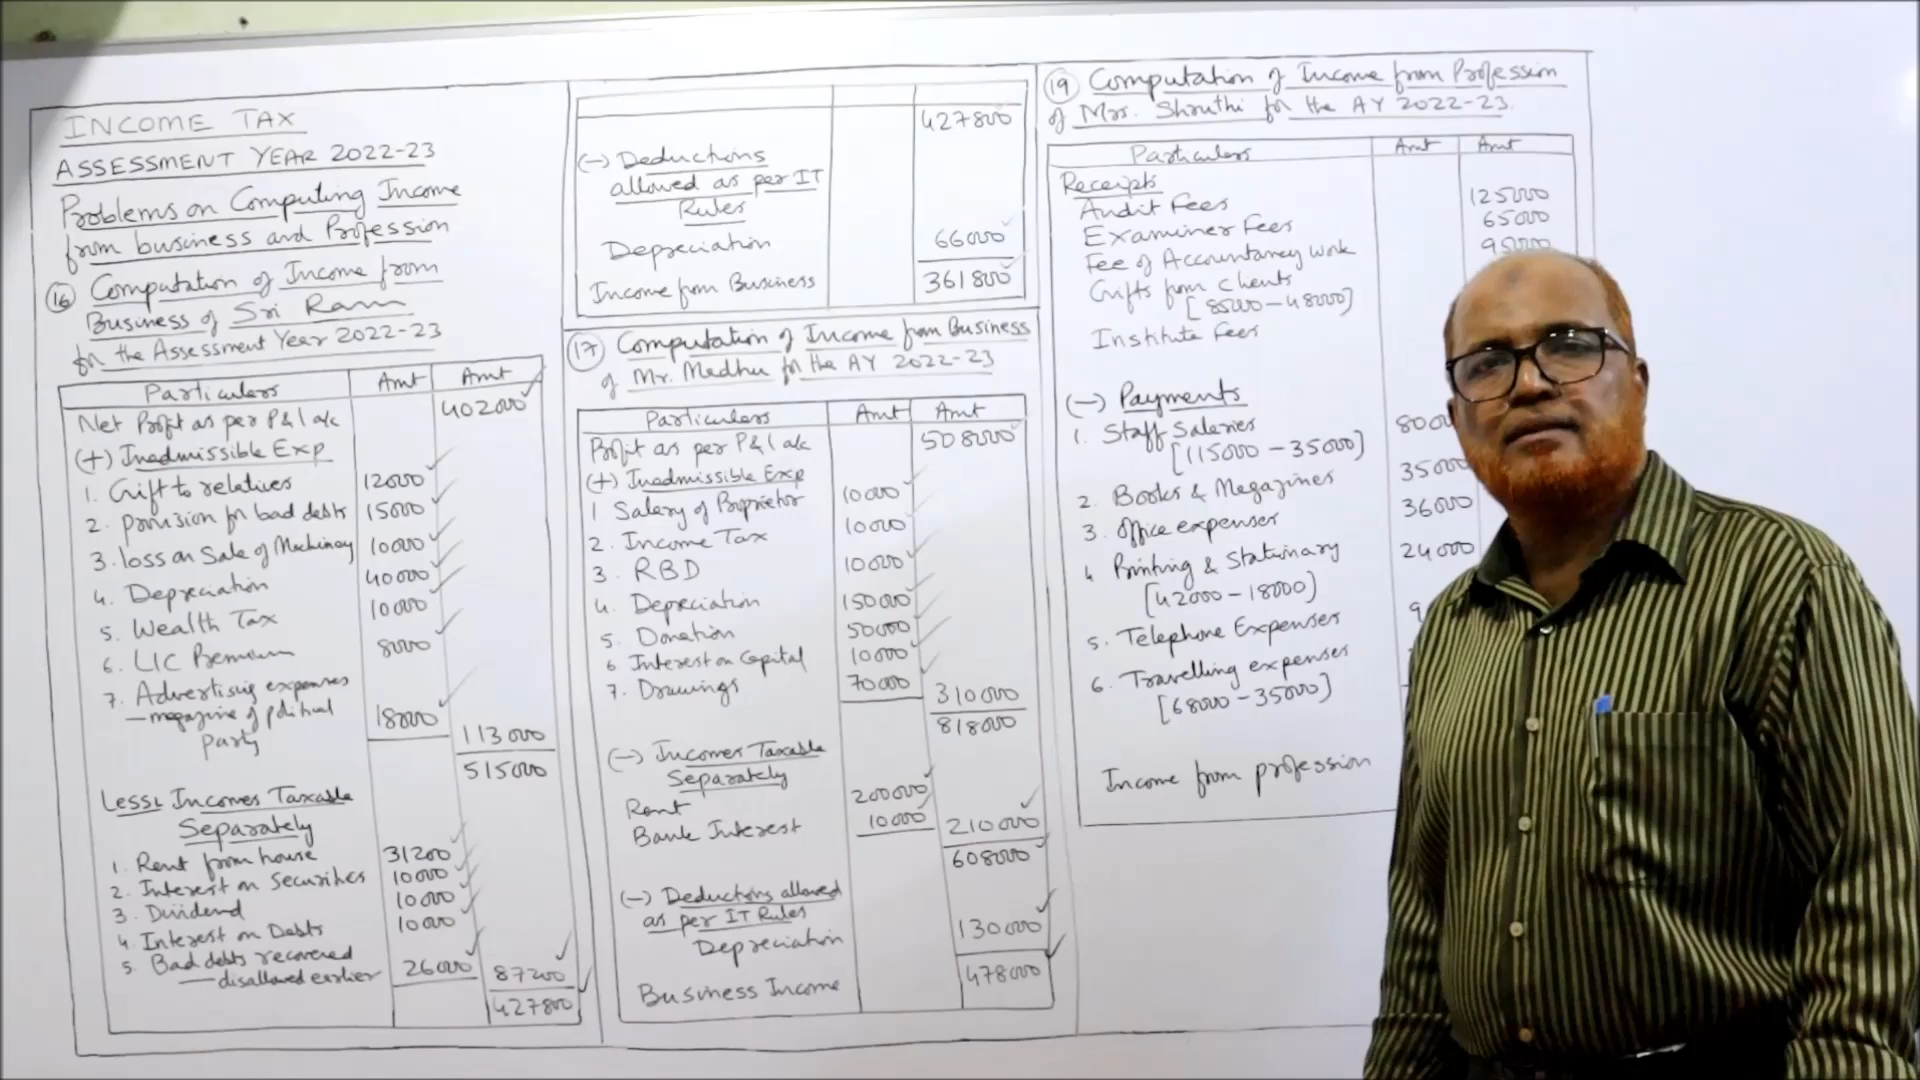 INCOME TAX
ASSESSMENT YEAR 2022-23
Problems on Computing Income
from business and Profession
16 Computation of Income from
Business of Sri Ram
for the Assessment Year 2022-23
Particulars Amt Amt
Net Profit as per P&L a/c 402000
(+) Inadmissible Exp
1. Gift to relatives 12000
2. provision for bad debts 15000
3. loss on Sale of Machinery 10000
4. Depreciation 40000
5. Wealth Tax 10000
6. LIC Premium 8000
7. Advertising expenses
— magazine of political
Party 18000 113000
515000
Less: Incomes Taxable
Separately
1. Rent from house 31200
2. Interest on Securities 10000
3. Dividend 10000
4. Interest on Debts 10000
5. Bad debts recovered
— disallowed earlier 26000 87200
427800
427800
(-) Deductions
allowed as per IT
Rules
Depreciation 66000
Income from Business 361800
17 Computation of Income from Business
of Mr. Madhu for the AY 2022-23
Particulars Amt Amt
Profit as per P&L a/c 508000
(+) Inadmissible Exp
1 Salary of Proprietor 10000
2. Income Tax 10000
3. RBD 10000
4. Depreciation 150000
5. Donation 50000
6. Interest on Capital 10000
7. Drawings 70000 310000
818000
(-) Incomes Taxable
Separately
Rent 200000
Bank Interest 10000 210000
608000
(-) Deductions allowed
as per IT Rules
Depreciation 130000
Business Income 478000
19 Computation of Income from Profession
of Mrs. Shruthi for the AY 2022-23.
Particulars Amt Amt
Receipts
Audit Fees 125000
Examiner Fees 65000
Fee of Accountancy work 95000
Gifts from clients
[85000 — 48000]
Institute Fees
(-) Payments
1. Staff Salaries
[115000 — 35000]
2. Books & Magazines 35000
3. office expenses 36000
4 Printing & Stationary 24000
[42000 — 18000]
5. Telephone Expenses 9
6. Travelling expenses
[68000 — 35000]
Income from profession